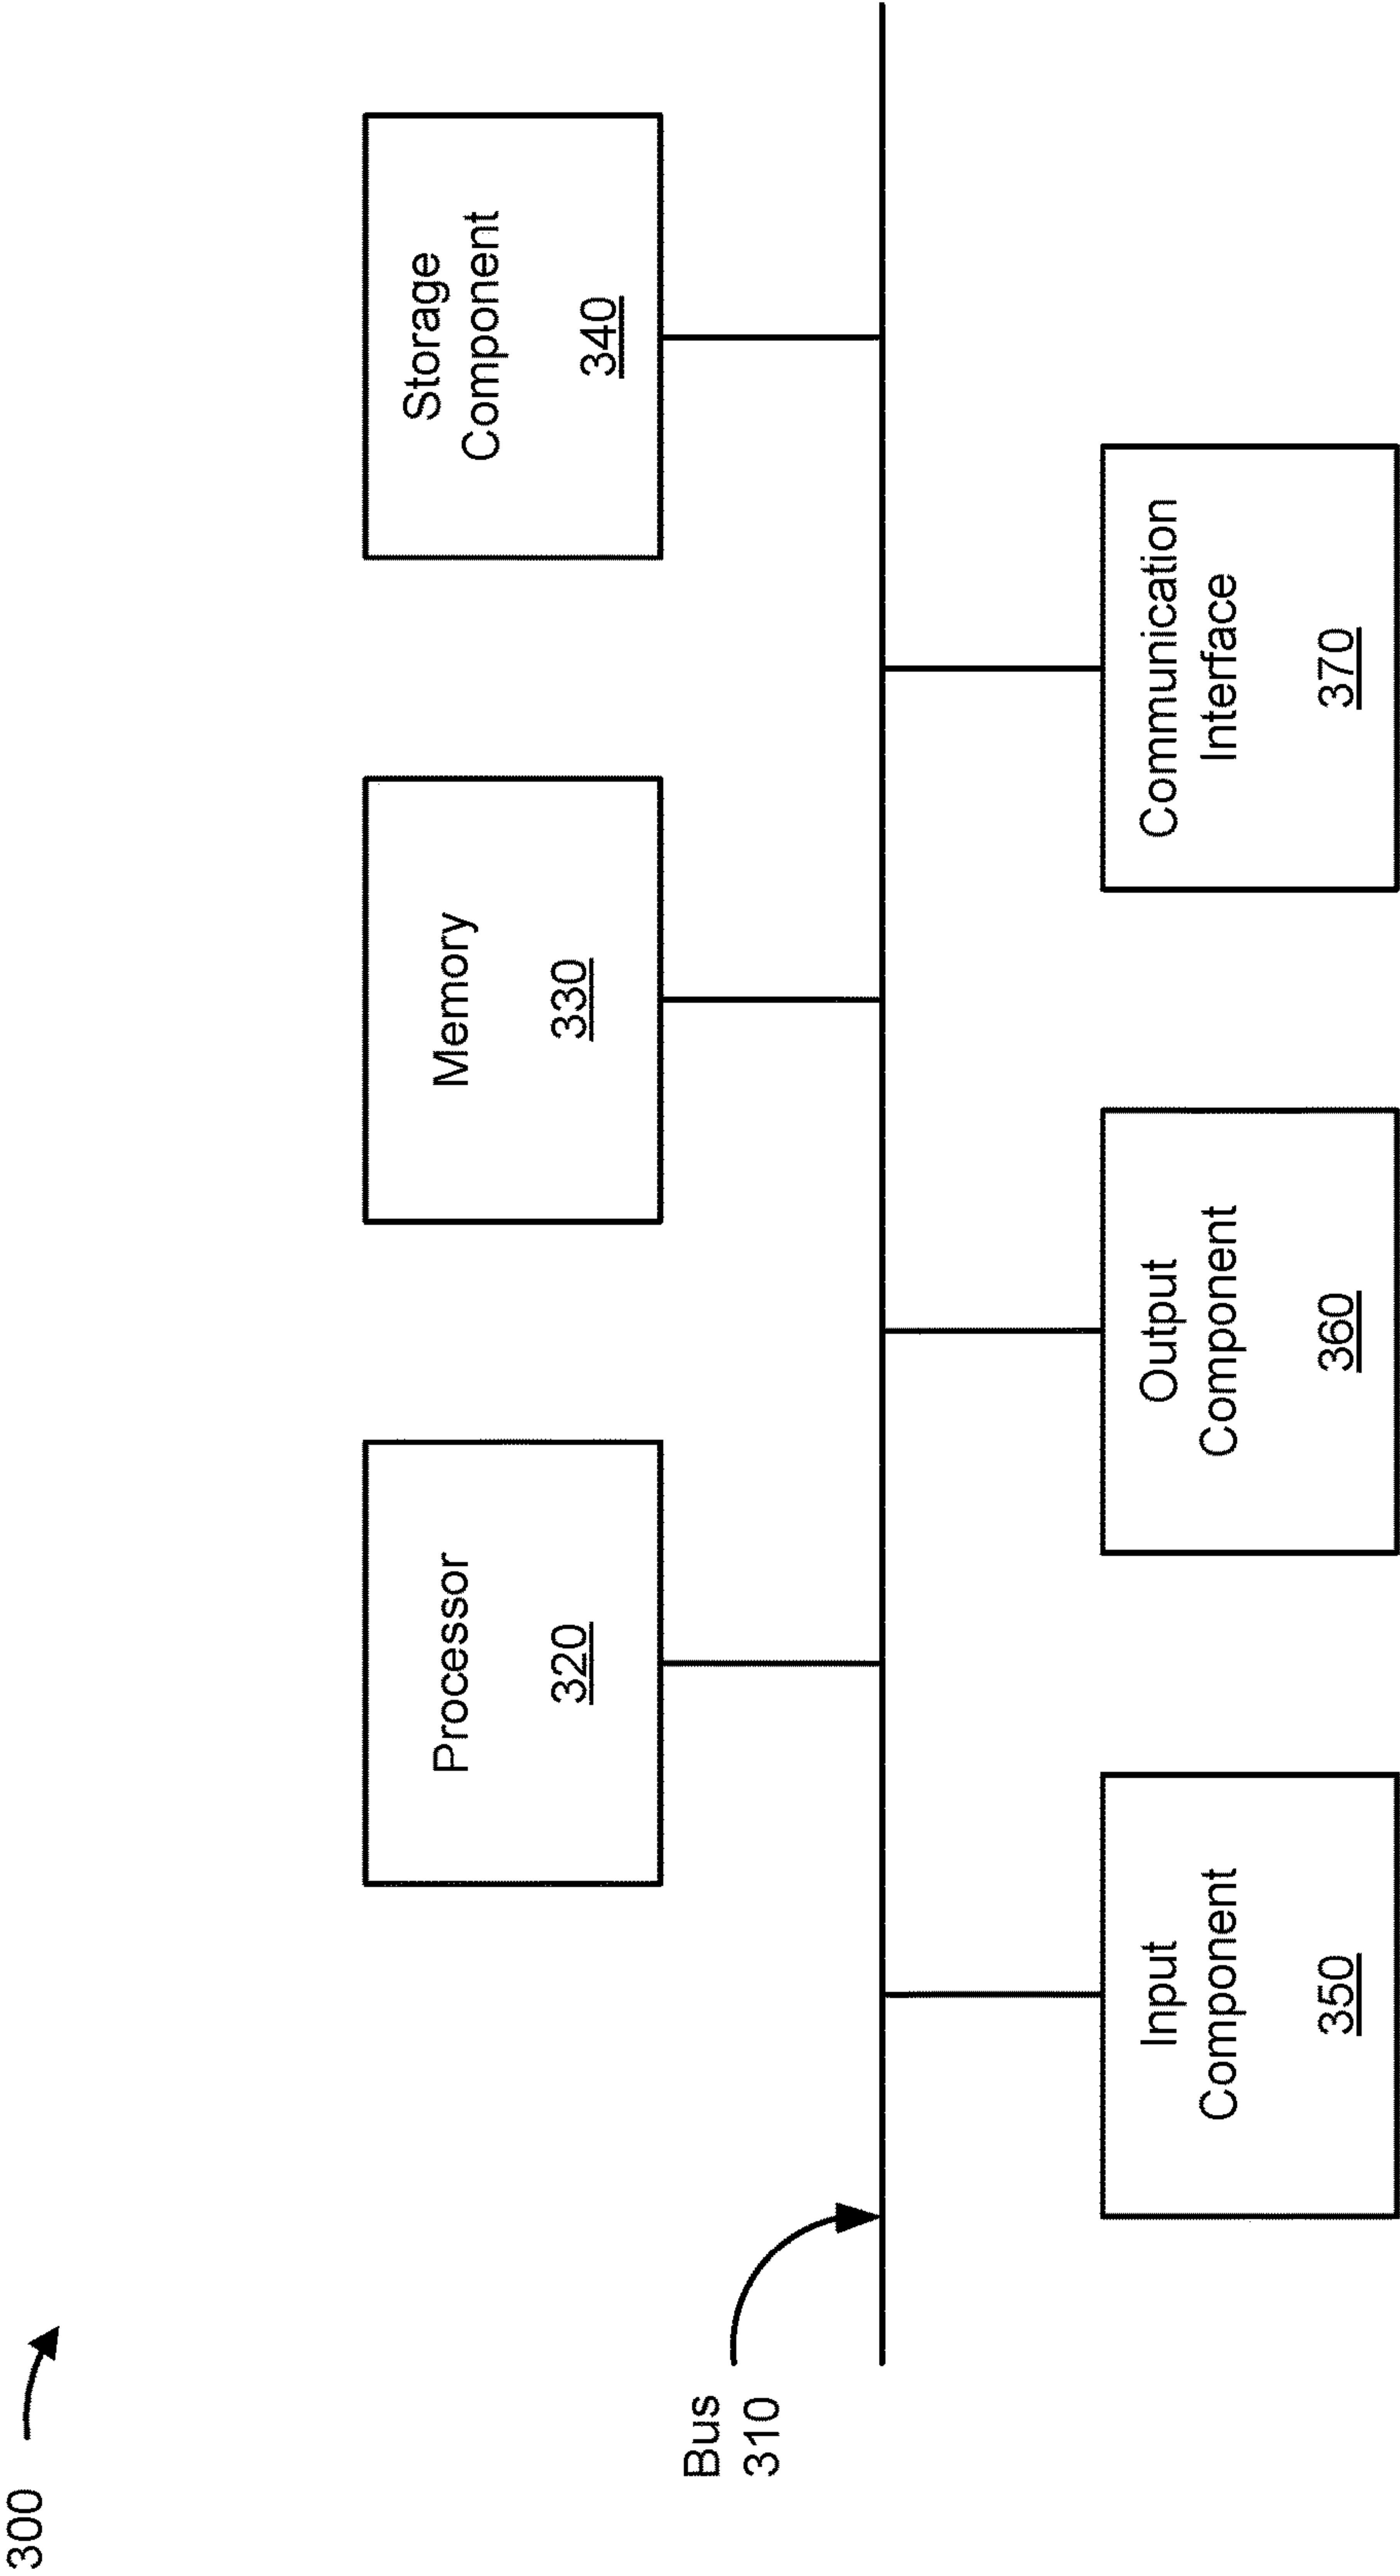 300
Processor
320
Memory
330
Storage
Component
340
Bus
310
Input
Component
350
Output
Component
360
Communication
Interface
370